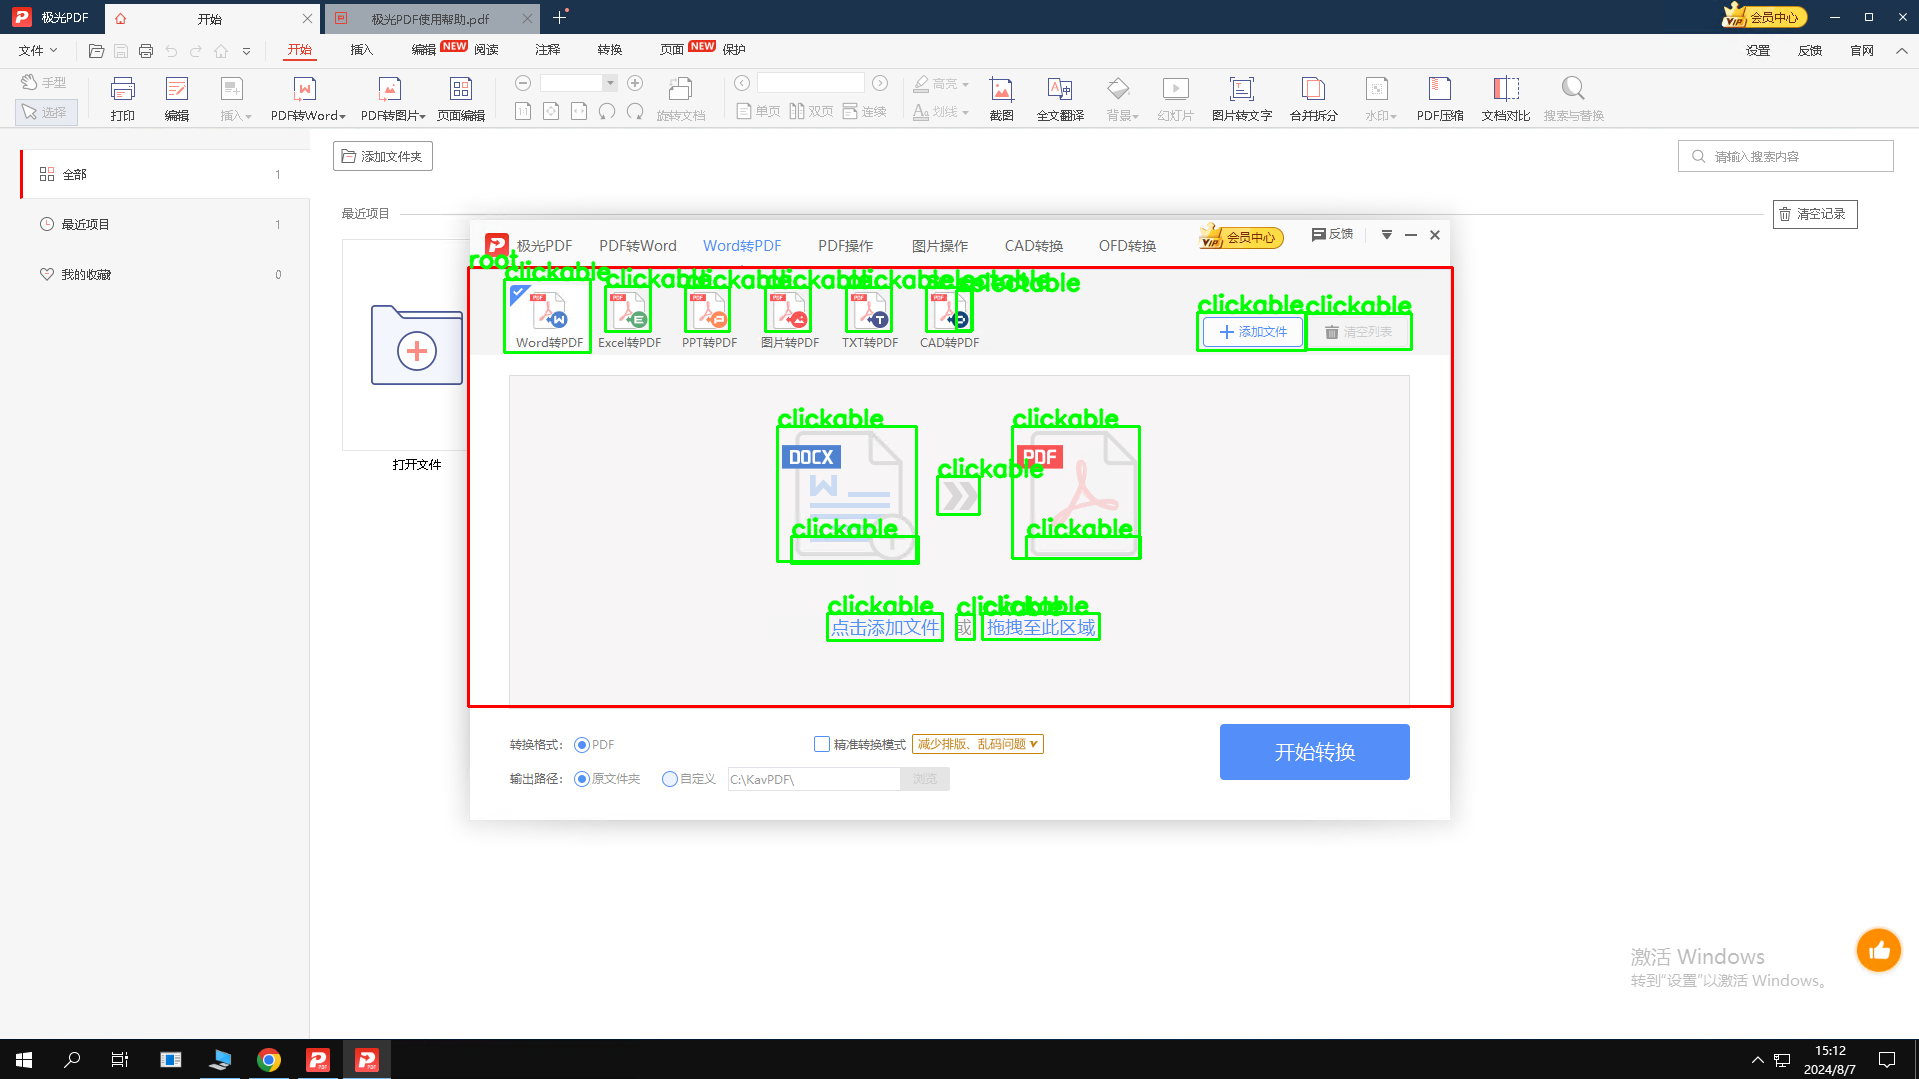 极光PDF 开始 极光PDF使用帮助.pdf 会员中心
文件 开始 插入 编辑 NEW 阅读 注释 转换 页面 NEW 保护 设置 反馈 官网
手型
选择
打印 编辑 插入 PDF转Word PDF转图片 页面编辑
1:1 旋转文档
单页 双页 连续
高亮
划线
截图 全文翻译 背景 幻灯片 图片转文字 合并拆分 水印 PDF压缩 文档对比 搜索与替换
全部 1
最近项目 1
我的收藏 0
添加文件夹
请输入搜索内容
最近项目
清空记录
打开文件
极光PDF PDF转Word Word转PDF PDF操作 图片操作 CAD转换 OFD转换 VIP 会员中心 反馈
root
clickable clickable clickable clickable clickable selectable
clickable clickable
Word转PDF Excel转PDF PPT转PDF 图片转PDF TXT转PDF CAD转PDF
添加文件 清空列表
clickable clickable
DOCX PDF
clickable
clickable clickable
clickable clickable clickable
点击添加文件 或 拖拽至此区域
转换格式: PDF 精准转换模式 减少排版、乱码问题
输出路径: 原文件夹 自定义 C:\KavPDF\ 浏览
开始转换
激活 Windows
转到“设置”以激活 Windows。
15:12
2024/8/7